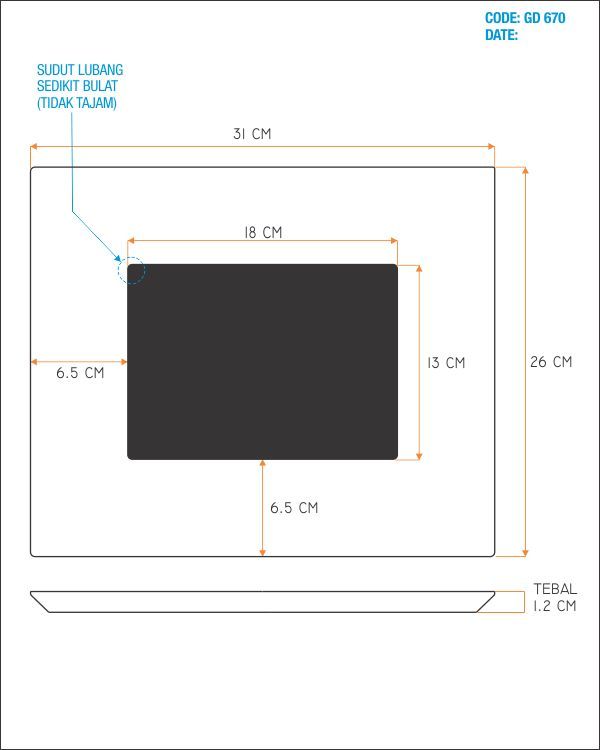 CODE: GD 670
DATE:
SUDUT LUBANG
SEDIKIT BULAT
(TIDAK TAJAM)
31 CM
18 CM
13 CM
26 CM
6.5 CM
6.5 CM
TEBAL
1.2 CM